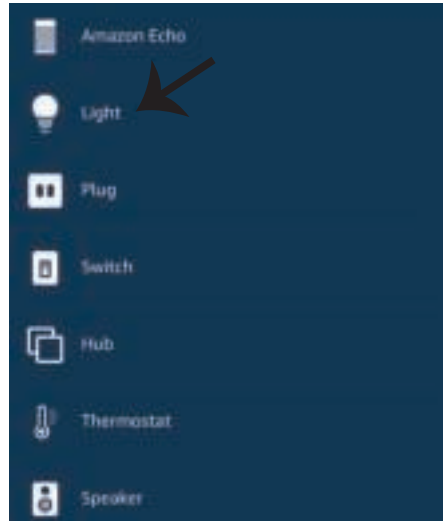 Amazon Echo
Light
Plug
Switch
Hub
Thermostat
Speaker